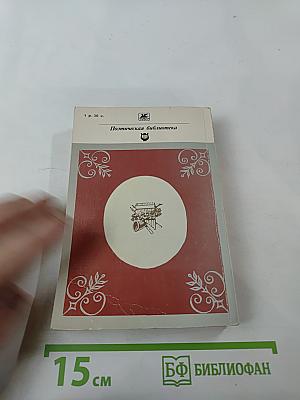 1 р. 30 с.
Поэтическая библиотека
15 см
БФ БИБЛИОФАН